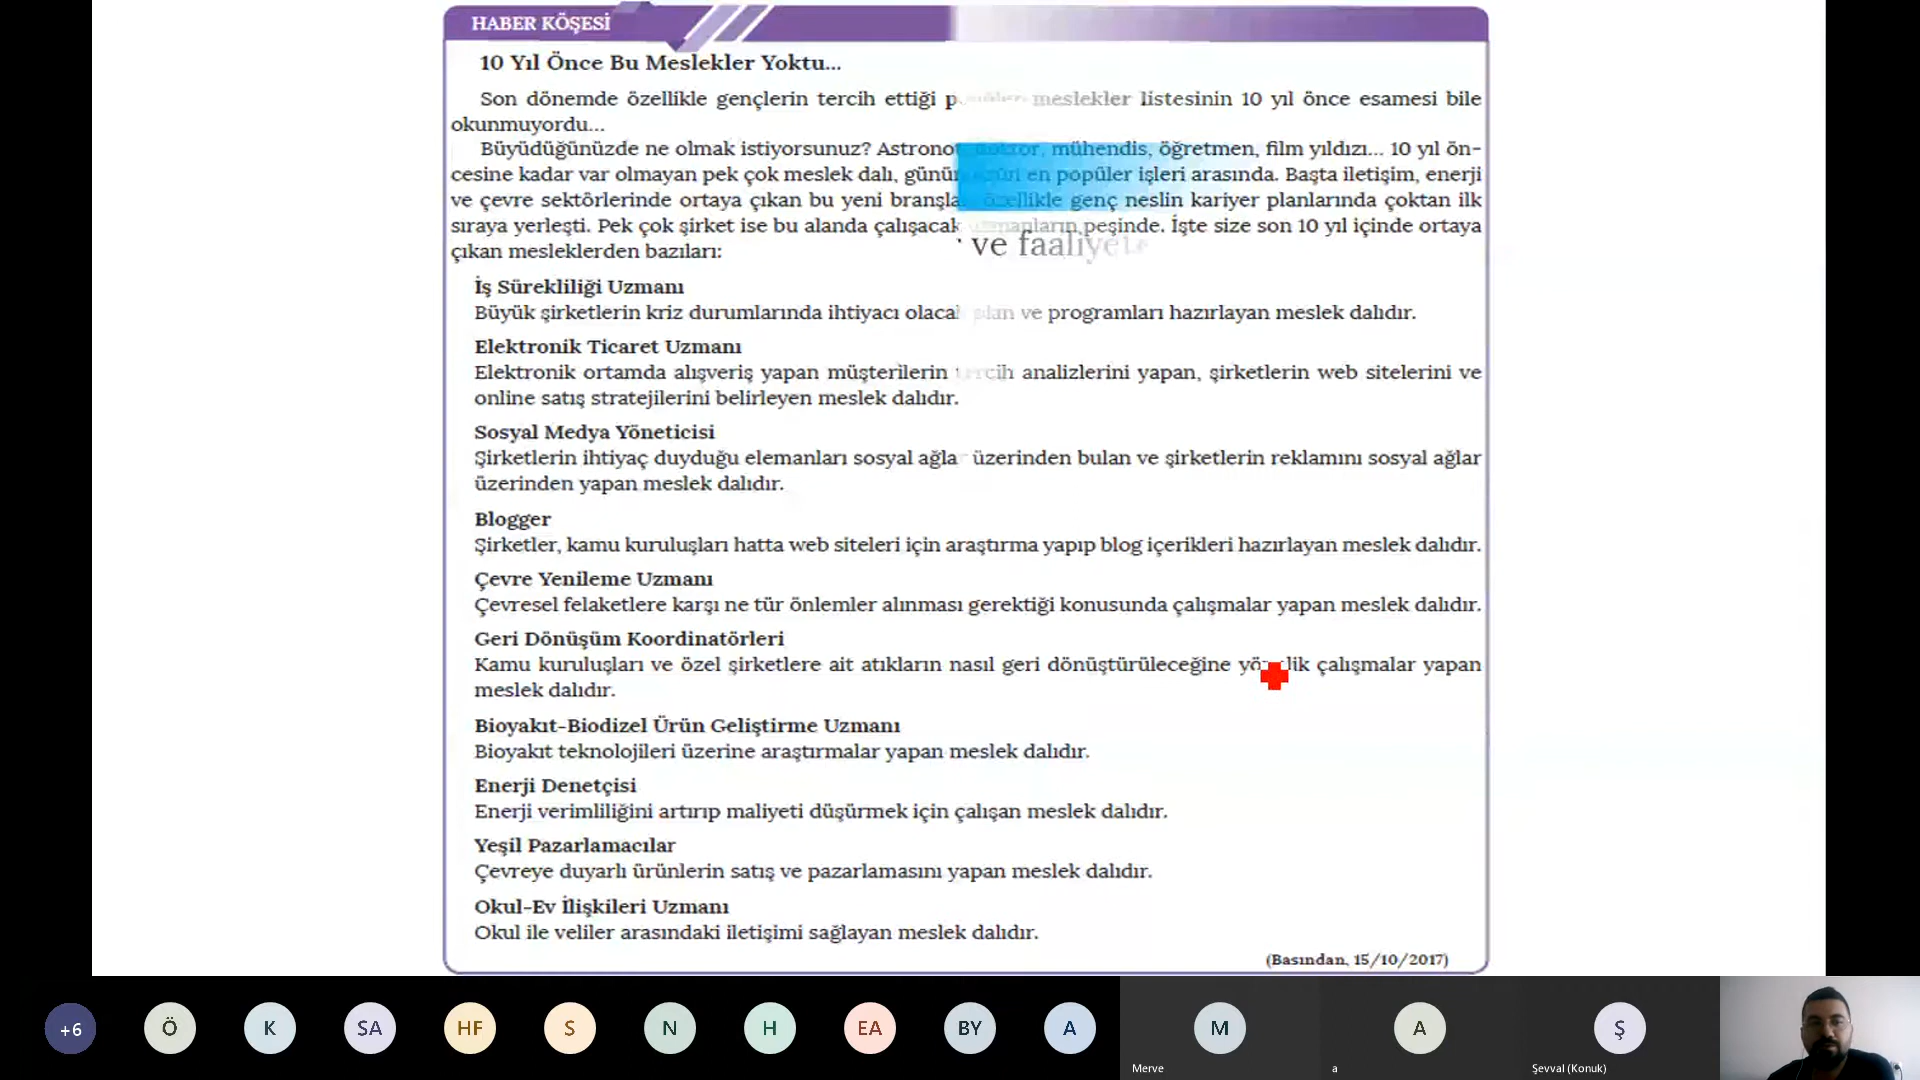 HABER KÖŞESİ
10 Yıl Önce Bu Meslekler Yoktu...
Son dönemde özellikle gençlerin tercih ettiği meslekler listesinin 10 yıl önce esamesi bile
okunmuyordu...
Büyüdüğünüzde ne olmak istiyorsunuz? Astronot, doktor, mühendis, öğretmen, film yıldızı... 10 yıl ön-
cesine kadar var olmayan pek çok meslek dalı, günümüzün en popüler işleri arasında. Başta iletişim, enerji
ve çevre sektörlerinde ortaya çıkan bu yeni branşlar, özellikle genç neslin kariyer planlarında çoktan ilk
sıraya yerleşti. Pek çok şirket ise bu alanda çalışacak uzmanların peşinde. İşte size son 10 yıl içinde ortaya
ve faaliyete
çıkan mesleklerden bazıları:
İş Sürekliliği Uzmanı
Büyük şirketlerin kriz durumlarında ihtiyacı olacak plan ve programları hazırlayan meslek dalıdır.
Elektronik Ticaret Uzmanı
Elektronik ortamda alışveriş yapan müşterilerin tercih analizlerini yapan, şirketlerin web sitelerini ve
online satış stratejilerini belirleyen meslek dalıdır.
Sosyal Medya Yöneticisi
Şirketlerin ihtiyaç duyduğu elemanları sosyal ağlar üzerinden bulan ve şirketlerin reklamını sosyal ağlar
üzerinden yapan meslek dalıdır.
Blogger
Şirketler, kamu kuruluşları hatta web siteleri için araştırma yapıp blog içerikleri hazırlayan meslek dalıdır.
Çevre Yenileme Uzmanı
Çevresel felaketlere karşı ne tür önlemler alınması gerektiği konusunda çalışmalar yapan meslek dalıdır.
Geri Dönüşüm Koordinatörleri
Kamu kuruluşları ve özel şirketlere ait atıkların nasıl geri dönüştürüleceğine yönelik çalışmalar yapan
meslek dalıdır.
Bioyakıt-Biodizel Ürün Geliştirme Uzmanı
Bioyakıt teknolojileri üzerine araştırmalar yapan meslek dalıdır.
Enerji Denetçisi
Enerji verimliliğini artırıp maliyeti düşürmek için çalışan meslek dalıdır.
Yeşil Pazarlamacılar
Çevreye duyarlı ürünlerin satış ve pazarlamasını yapan meslek dalıdır.
Okul-Ev İlişkileri Uzmanı
Okul ile veliler arasındaki iletişimi sağlayan meslek dalıdır.
(Basından, 15/10/2017)
+6 Ö K SA HF S N H EA BY A M A Ş
Merve a Şevval (Konuk)